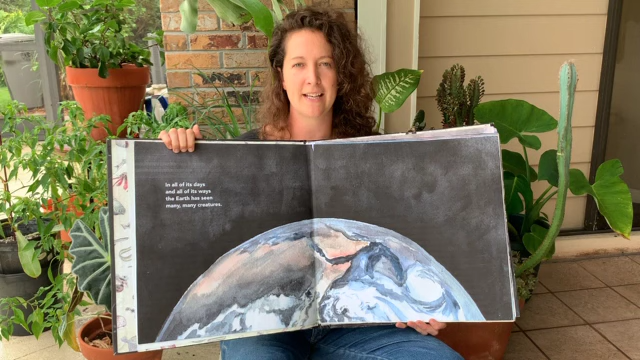 In all of its days
and all of its ways
the Earth has seen
many, many creatures.